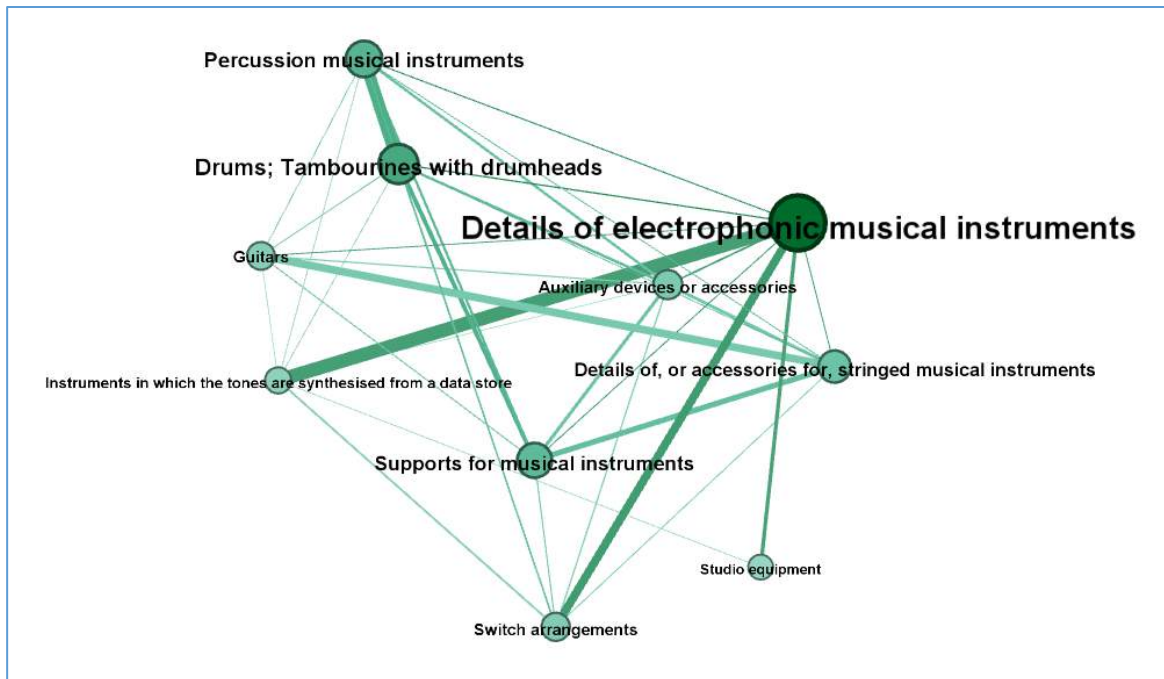 Percussion musical instruments
Drums; Tambourines with drumheads
Details of electrophonic musical instruments
Guitars
Auxiliary devices or accessories
Details of, or accessories for, stringed musical instruments
Instruments in which the tones are synthesised from a data store
Supports for musical instruments
Studio equipment
Switch arrangements